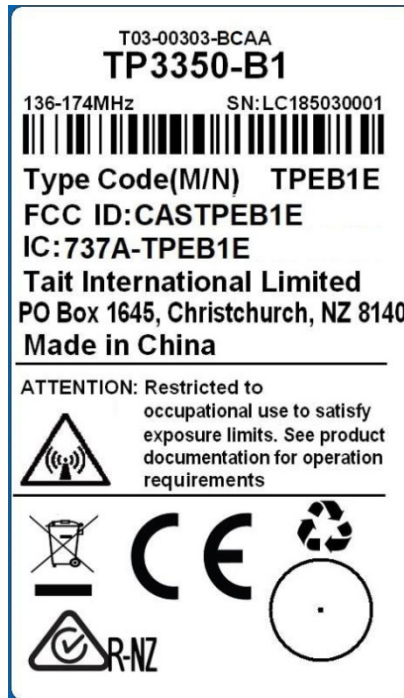 T03-00303-BCAA
TP3350-B1
136-174MHz SN:LC185030001
Type Code(M/N) TPEB1E
FCC ID:CASTPEB1E
IC:737A-TPEB1E
Tait International Limited
PO Box 1645, Christchurch, NZ 8140
Made in China
ATTENTION: Restricted to
occupational use to satisfy
exposure limits. See product
documentation for operation
requirements
CE
R-NZ